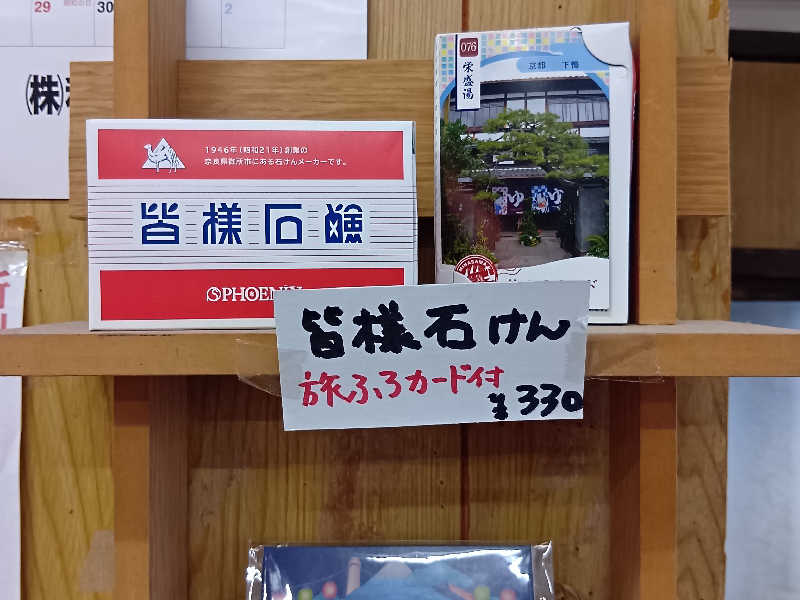 29
30
2
(株)
1946年(昭和21年)創業の
奈良県御所市にある石けんメーカーです。
皆様石鹸
PHOENIX
076
栄盛湯
京都 下鴨
ゆ ゆ
皆様石けん
旅ふろカード付
¥330